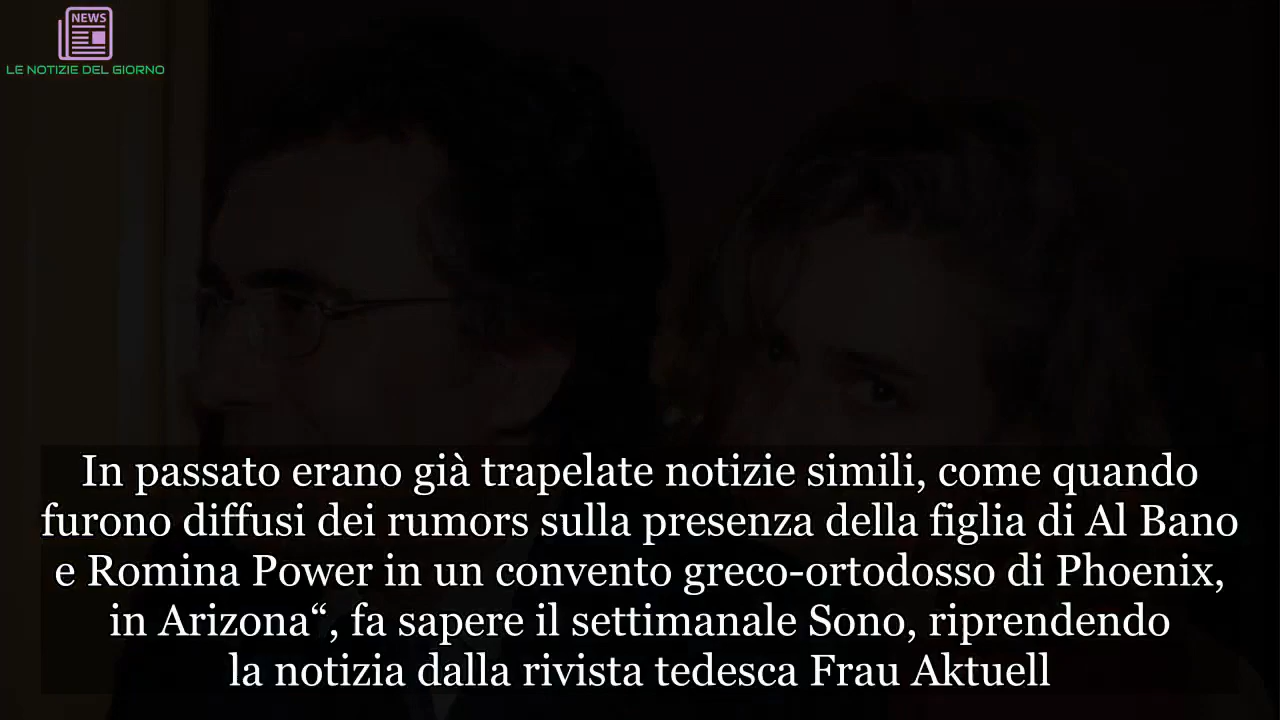 NEWS
LE NOTIZIE DEL GIORNO
In passato erano già trapelate notizie simili, come quando
furono diffusi dei rumors sulla presenza della figlia di Al Bano
e Romina Power in un convento greco-ortodosso di Phoenix,
in Arizona“, fa sapere il settimanale Sono, riprendendo
la notizia dalla rivista tedesca Frau Aktuell